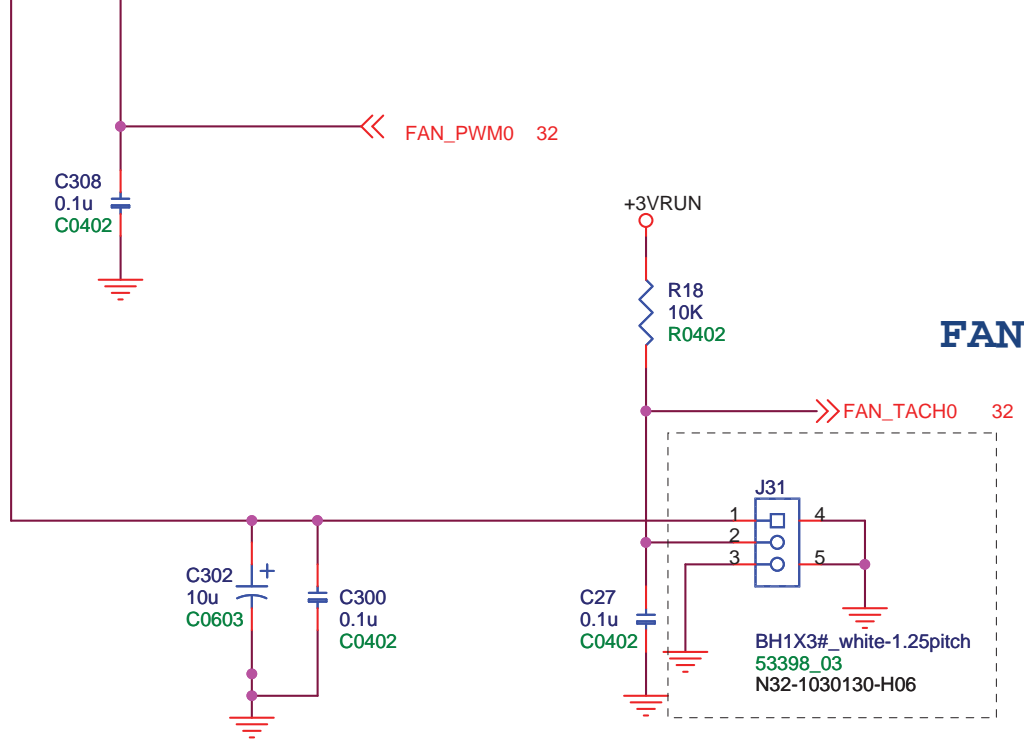 FAN_PWM0 32
C308
0.1u
C0402
+3VRUN
R18
10K
R0402
FAN
FAN_TACH0 32
J31
1
4
2
3
5
C302
10u
C0603
C300
0.1u
C0402
C27
0.1u
C0402
BH1X3#_white-1.25pitch
53398_03
N32-1030130-H06